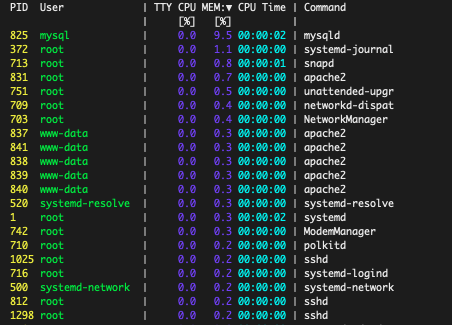 PID User | TTY CPU MEM:▼ CPU Time | Command
| [%] [%] |
825 mysql | 0.0 9.5 00:00:02 | mysqld
372 root | 0.0 1.1 00:00:00 | systemd-journal
713 root | 0.0 0.8 00:00:01 | snapd
831 root | 0.0 0.7 00:00:00 | apache2
751 root | 0.0 0.5 00:00:00 | unattended-upgr
709 root | 0.0 0.4 00:00:00 | networkd-dispat
703 root | 0.0 0.4 00:00:00 | NetworkManager
837 www-data | 0.0 0.3 00:00:00 | apache2
841 www-data | 0.0 0.3 00:00:00 | apache2
838 www-data | 0.0 0.3 00:00:00 | apache2
839 www-data | 0.0 0.3 00:00:00 | apache2
840 www-data | 0.0 0.3 00:00:00 | apache2
520 systemd-resolve | 0.0 0.3 00:00:00 | systemd-resolve
1 root | 0.0 0.3 00:00:02 | systemd
742 root | 0.0 0.3 00:00:00 | ModemManager
710 root | 0.0 0.2 00:00:00 | polkitd
1025 root | 0.0 0.2 00:00:00 | sshd
716 root | 0.0 0.2 00:00:00 | systemd-logind
500 systemd-network | 0.0 0.2 00:00:00 | systemd-network
812 root | 0.0 0.2 00:00:00 | sshd
1298 root | 0.0 0.2 00:00:00 | sshd